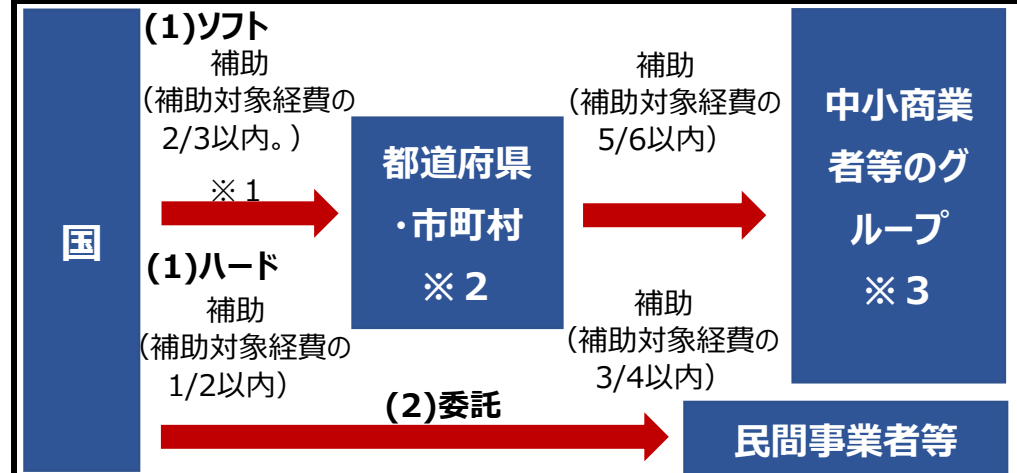 国
(1)ソフト
補助
（補助対象経費の
2/3以内。）
※１
(1)ハード
補助
（補助対象経費の
1/2以内）
都道府県
・市町村
※２
補助
（補助対象経費の
5/6以内）
補助
（補助対象経費の
3/4以内）
中小商業
者等のグ
ループ
※３
(2)委託
民間事業者等